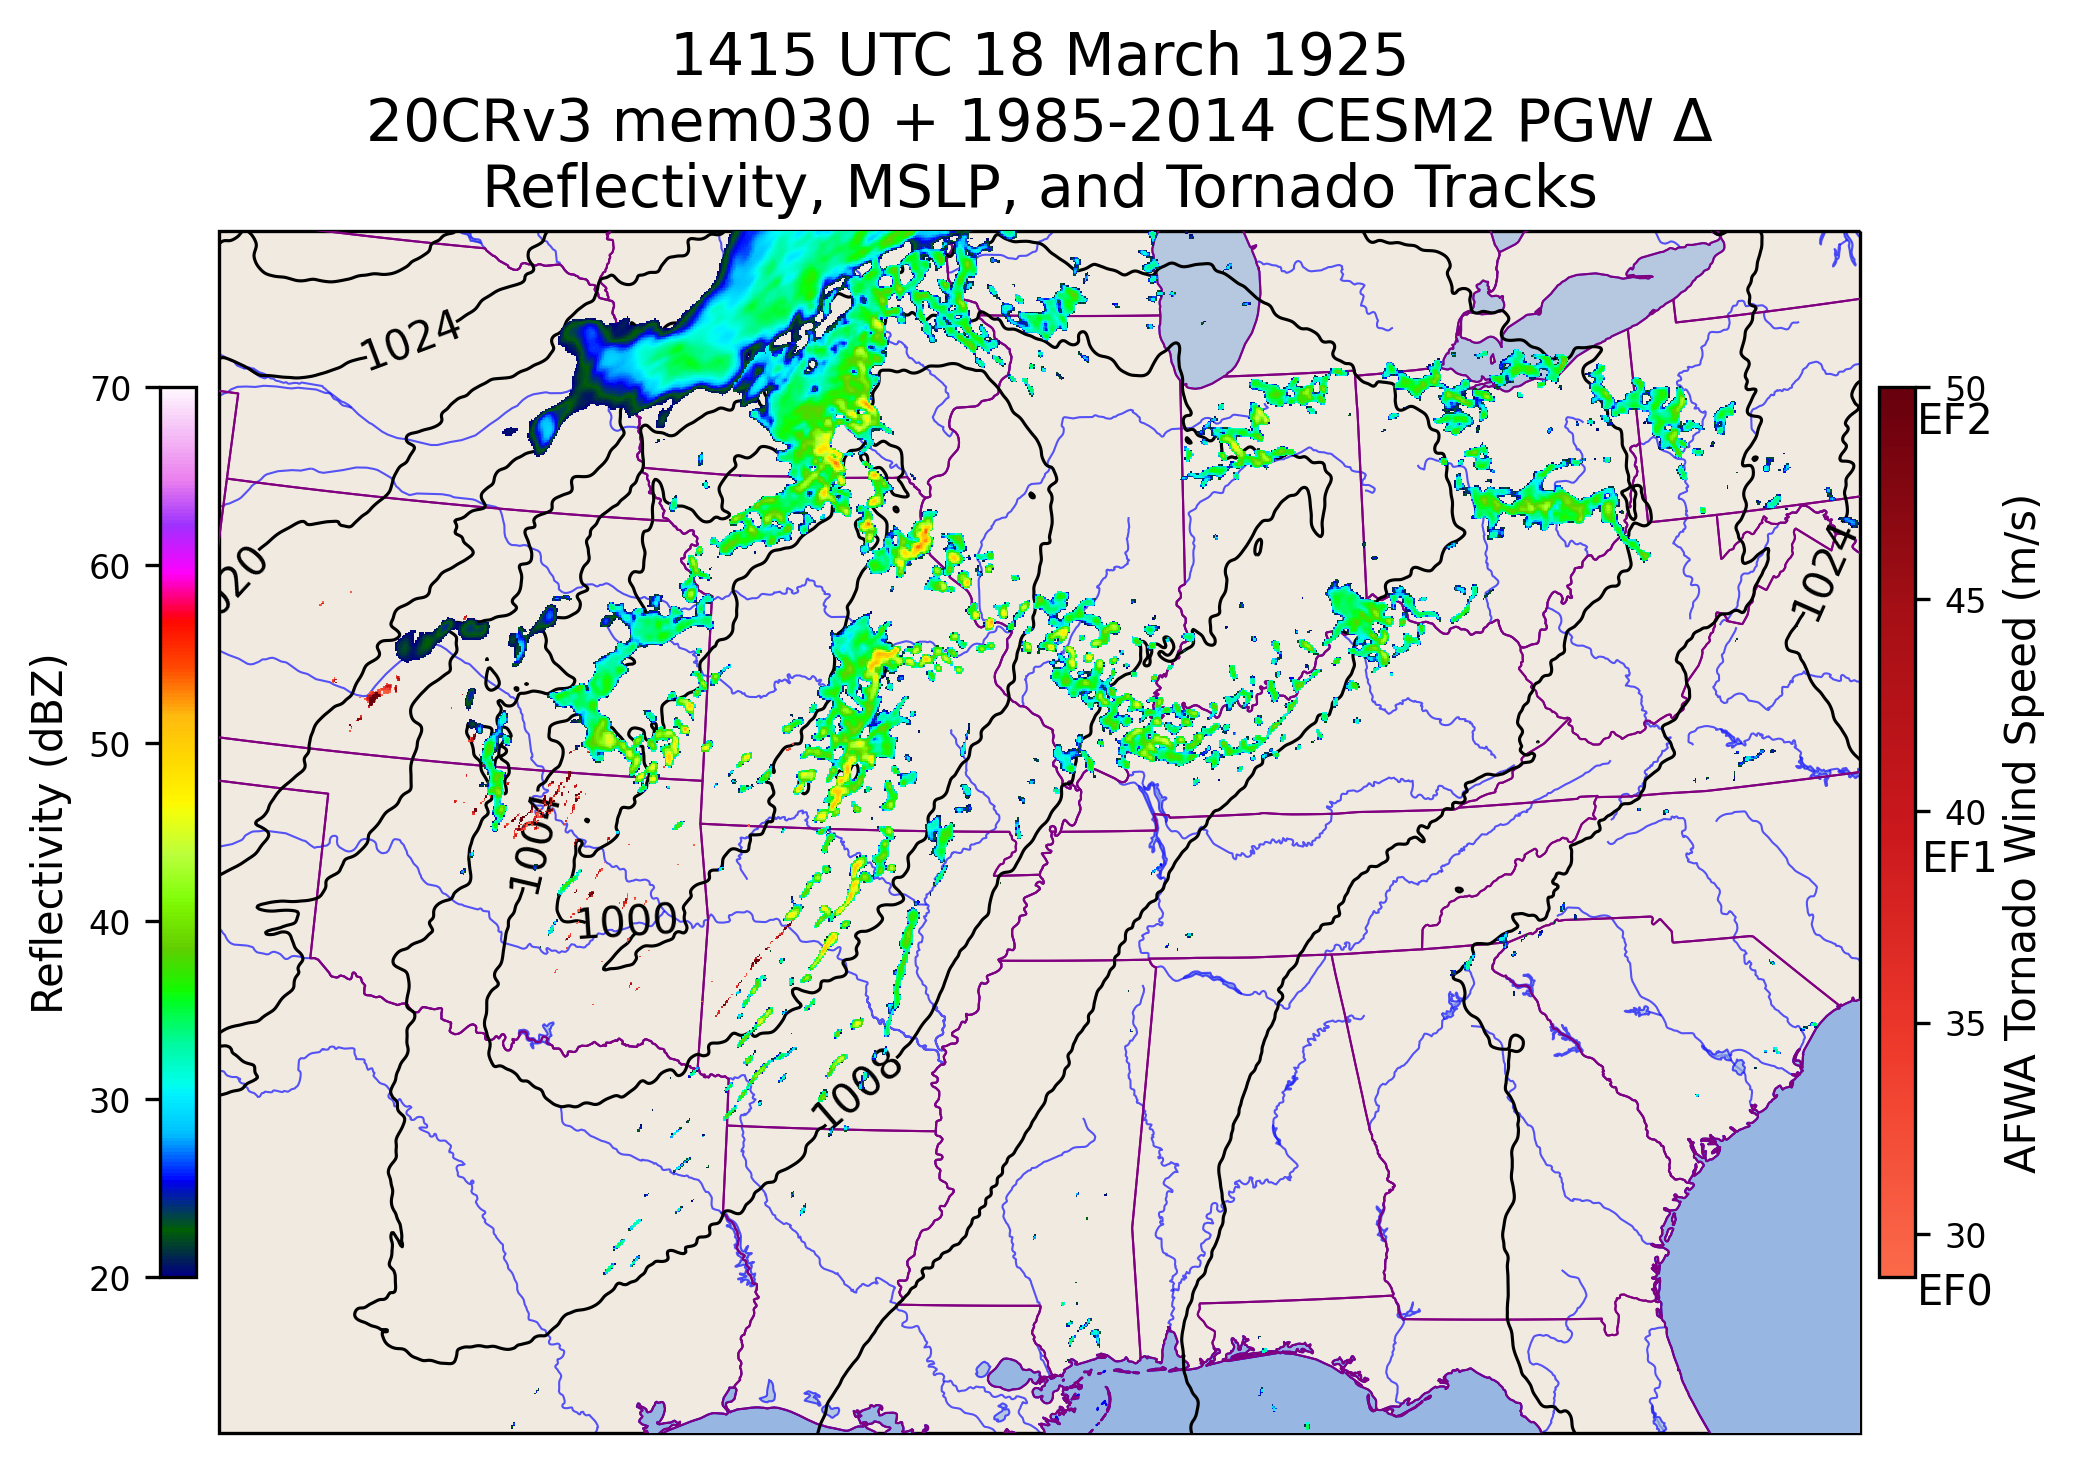 1415 UTC 18 March 1925
20CRv3 mem030 + 1985-2014 CESM2 PGW Δ
Reflectivity, MSLP, and Tornado Tracks
Reflectivity (dBZ)
70
60
50
40
30
20
1024
020
1004
1000
1008
1024
50
EF2
45
40
EF1
35
30
EF0
AFWA Tornado Wind Speed (m/s)